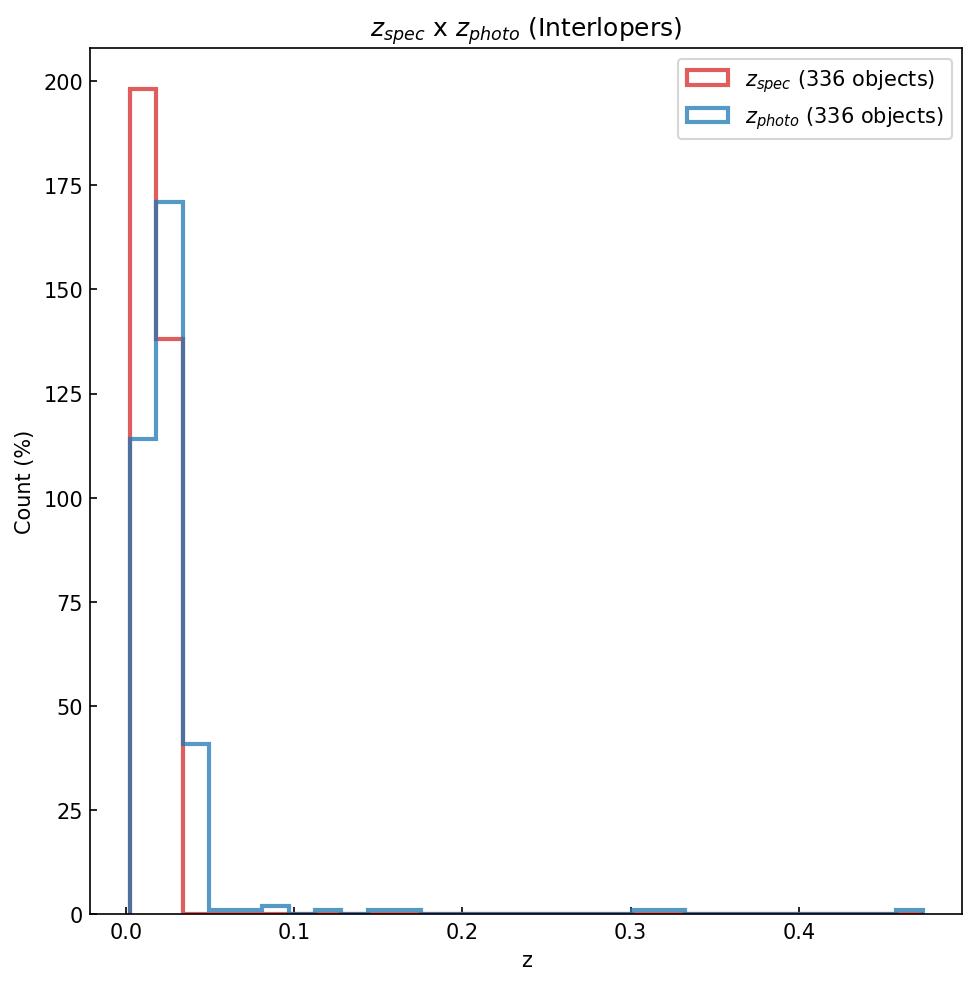 z_spec x z_photo (Interlopers)
z_spec (336 objects)
z_photo (336 objects)
Count (%)
200
175
150
125
100
75
50
25
0
0.0 0.1 0.2 0.3 0.4
z